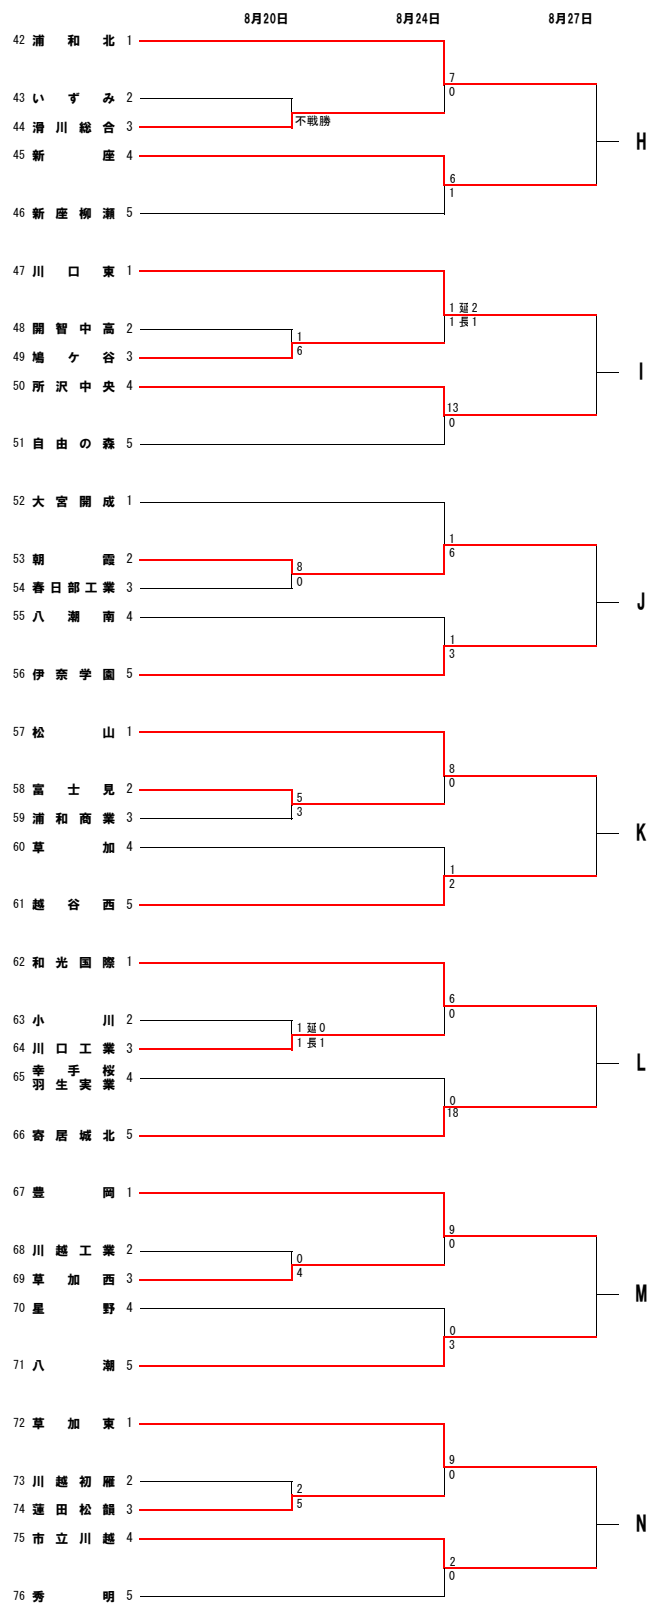 8月20日 8月24日 8月27日
42 浦和北 1
7
0
43 いずみ 2
44 滑川総合 3
不戦勝
H
45 新座 4
6
1
46 新座柳瀬 5
47 川口東 1
1 延 2
1 長 1
48 開智中高 2
1
6
49 鳩ケ谷 3
I
50 所沢中央 4
13
0
51 自由の森 5
52 大宮開成 1
1
6
53 朝霞 2
8
0
54 春日部工業 3
J
55 八潮南 4
1
3
56 伊奈学園 5
57 松山 1
8
0
58 富士見 2
5
3
59 浦和商業 3
K
60 草加 4
1
2
61 越谷西 5
62 和光国際 1
6
0
63 小川 2
1 延 0
1 長 1
64 川口工業 3
L
65 幸手桜
羽生実業 4
0
18
66 寄居城北 5
67 豊岡 1
9
0
68 川越工業 2
0
4
69 草加西 3
M
70 星野 4
0
3
71 八潮 5
72 草加東 1
9
0
73 川越初雁 2
2
5
74 蓮田松韻 3
N
75 市立川越 4
2
0
76 秀明 5